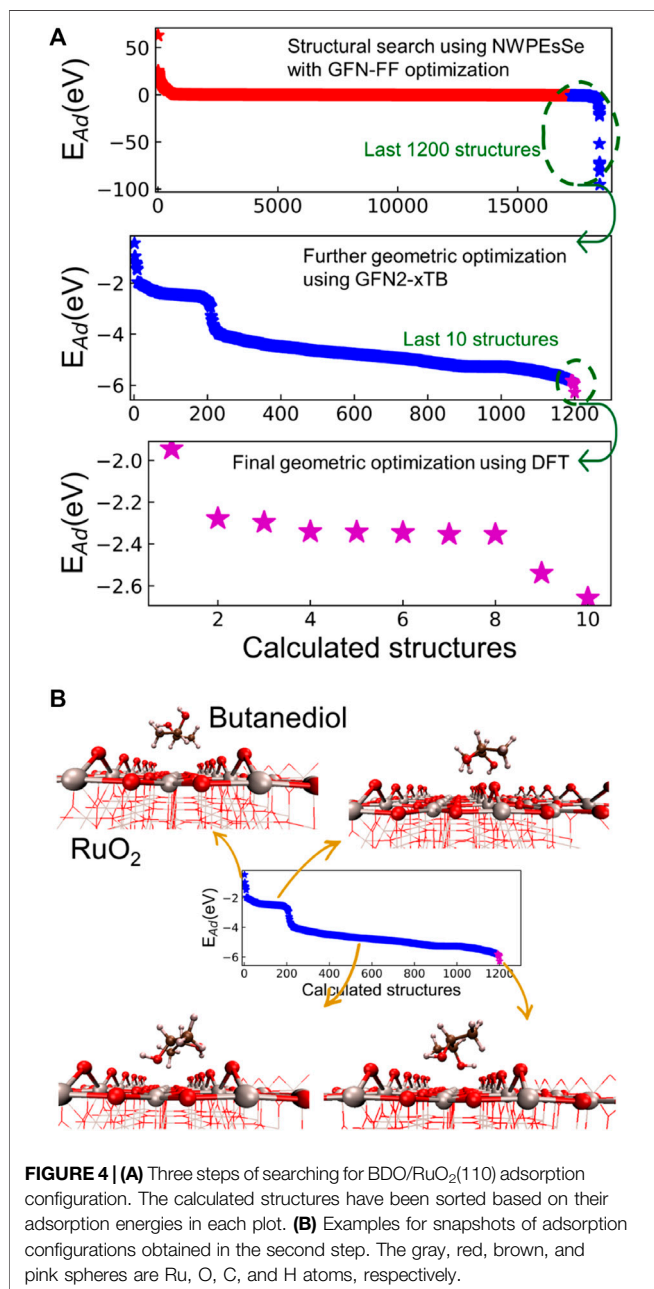 A
Structural search using NWPEsSe
with GFN-FF optimization
50
0
−50
−100
E_Ad(eV)
Last 1200 structures
0 5000 10000 15000
Further geometric optimization
using GFN2-xTB
−2
−4
−6
E_Ad(eV)
Last 10 structures
0 200 400 600 800 1000 1200
Final geometric optimization using DFT
−2.0
−2.2
−2.4
−2.6
E_Ad(eV)
2 4 6 8 10
Calculated structures
B
Butanediol
RuO₂
−2
−4
−6
E_Ad(eV)
0 200 400 600 800 1000 1200
Calculated structures
FIGURE 4 | (A) Three steps of searching for BDO/RuO₂(110) adsorption
configuration. The calculated structures have been sorted based on their
adsorption energies in each plot. (B) Examples for snapshots of adsorption
configurations obtained in the second step. The gray, red, brown, and
pink spheres are Ru, O, C, and H atoms, respectively.